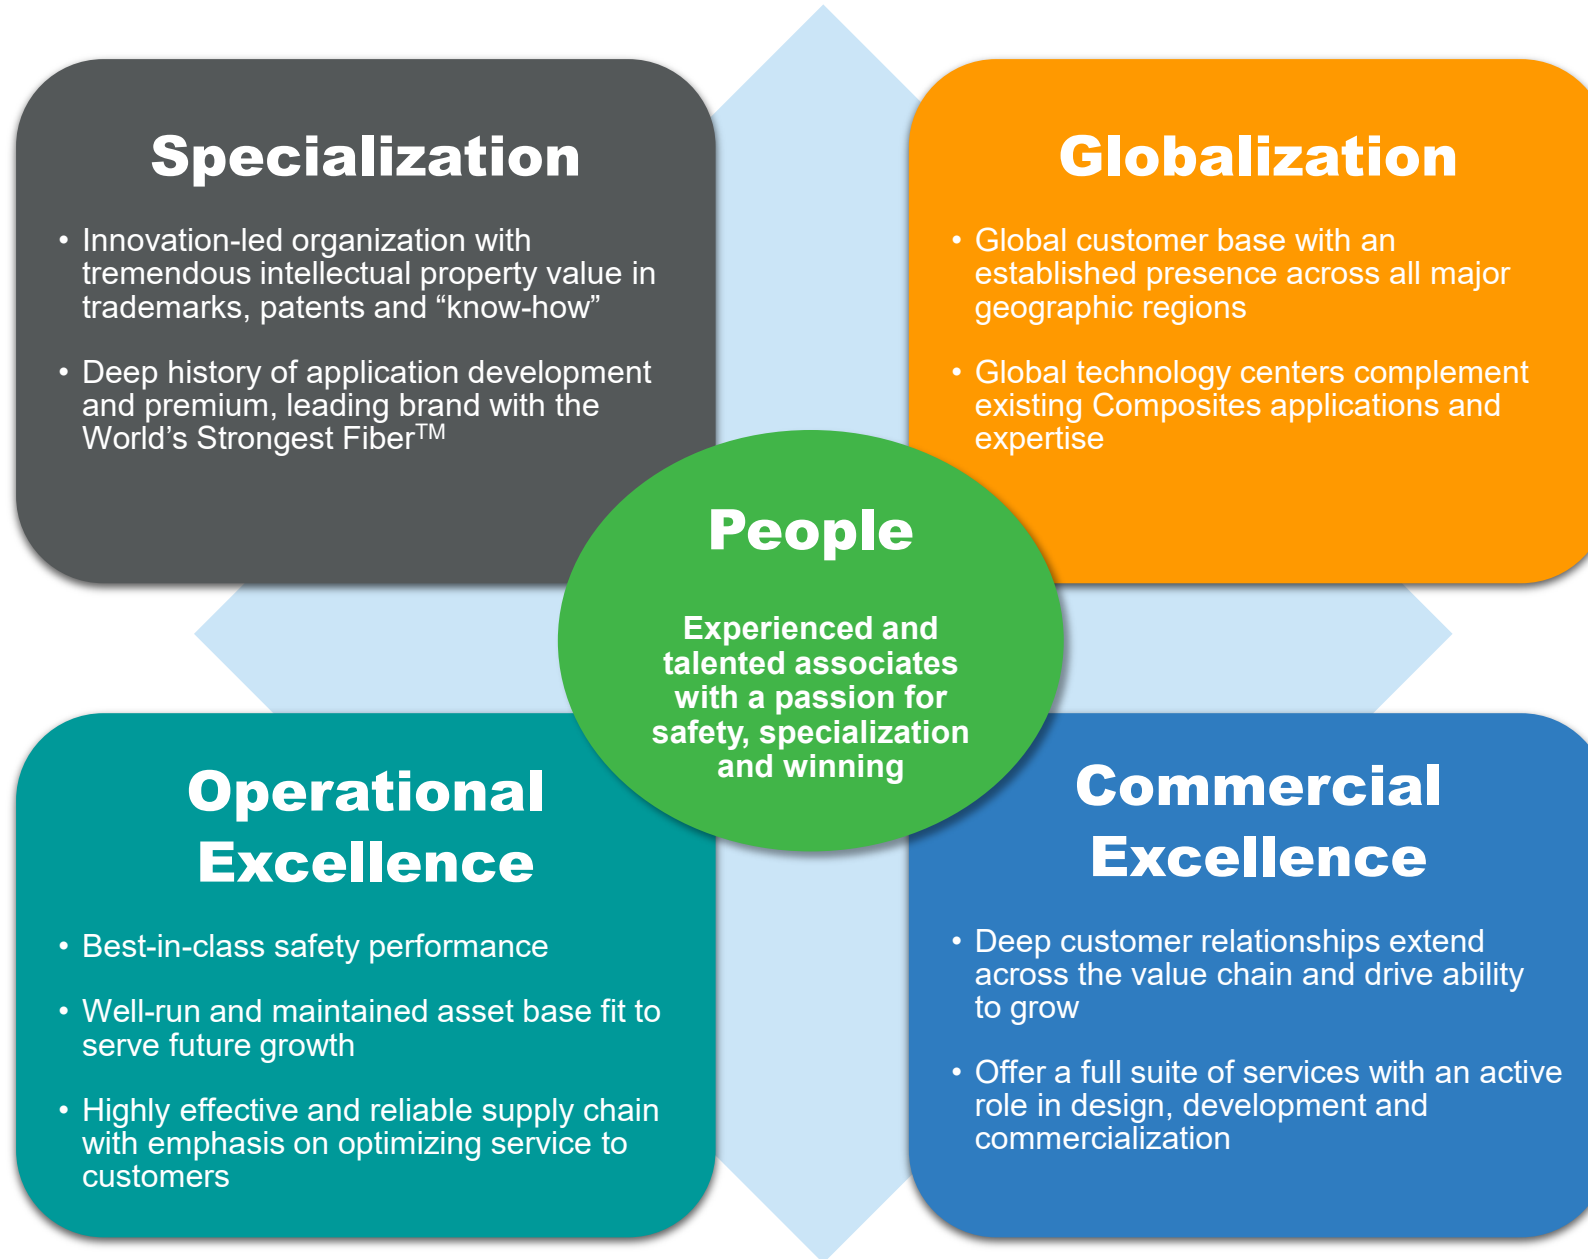 Specialization
• Innovation-led organization with
tremendous intellectual property value in
trademarks, patents and “know-how”
• Deep history of application development
and premium, leading brand with the
World’s Strongest Fiber™
Globalization
• Global customer base with an
established presence across all major
geographic regions
• Global technology centers complement
existing Composites applications and
expertise
People
Experienced and
talented associates
with a passion for
safety, specialization
and winning
Operational
Excellence
• Best-in-class safety performance
• Well-run and maintained asset base fit to
serve future growth
• Highly effective and reliable supply chain
with emphasis on optimizing service to
customers
Commercial
Excellence
• Deep customer relationships extend
across the value chain and drive ability
to grow
• Offer a full suite of services with an active
role in design, development and
commercialization